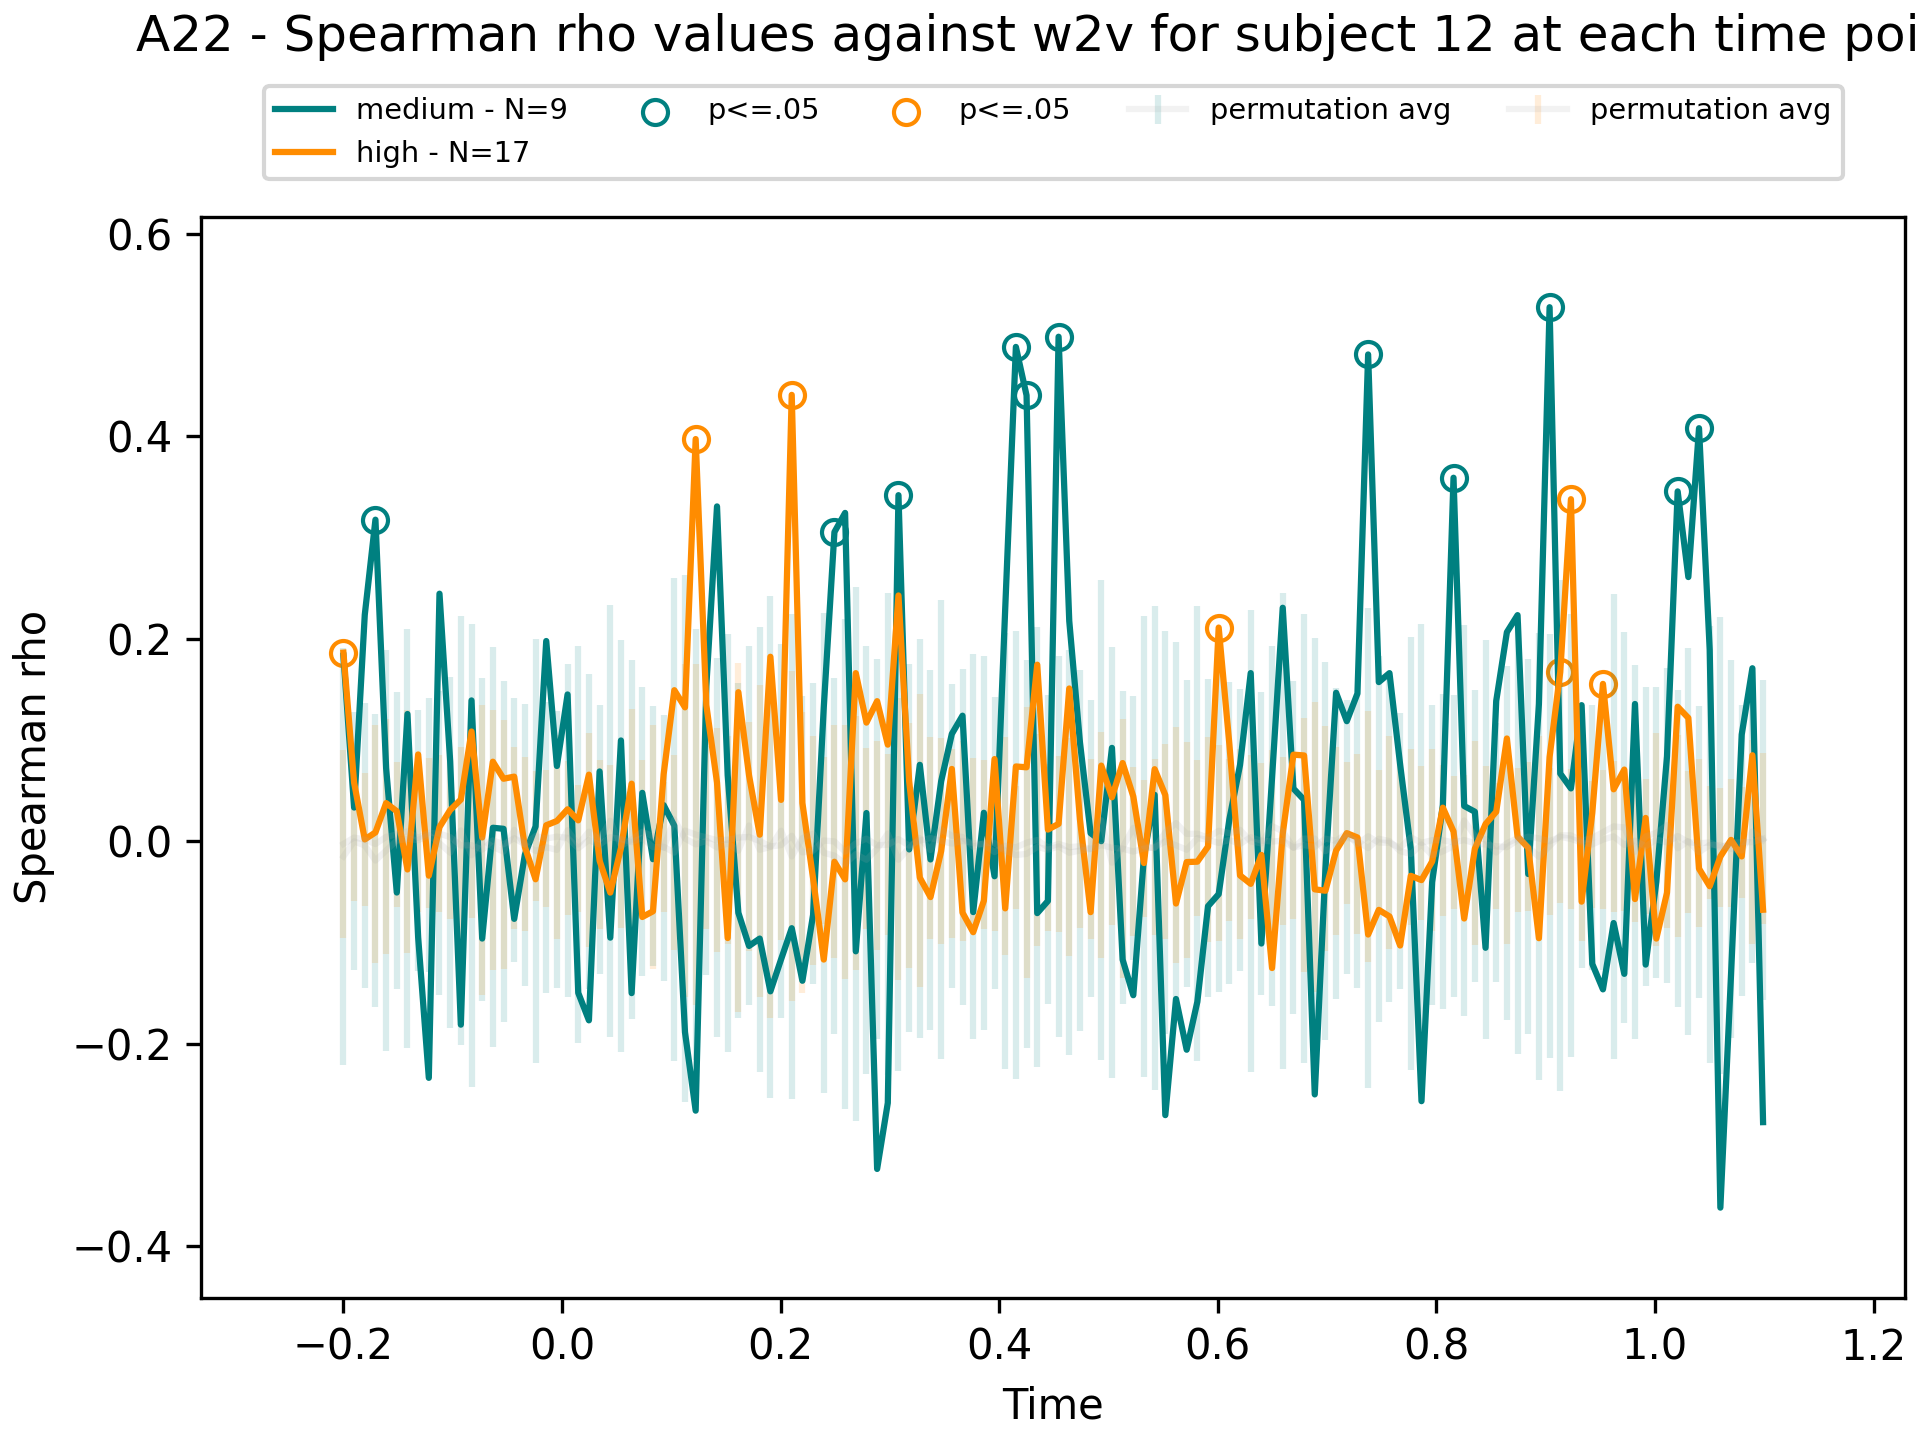 A22 - Spearman rho values against w2v for subject 12 at each time poi
medium - N=9
high - N=17
p<=.05
p<=.05
permutation avg
permutation avg
0.6
0.4
0.2
0.0
−0.2
−0.4
Spearman rho
−0.2
0.0
0.2
0.4
0.6
0.8
1.0
1.2
Time